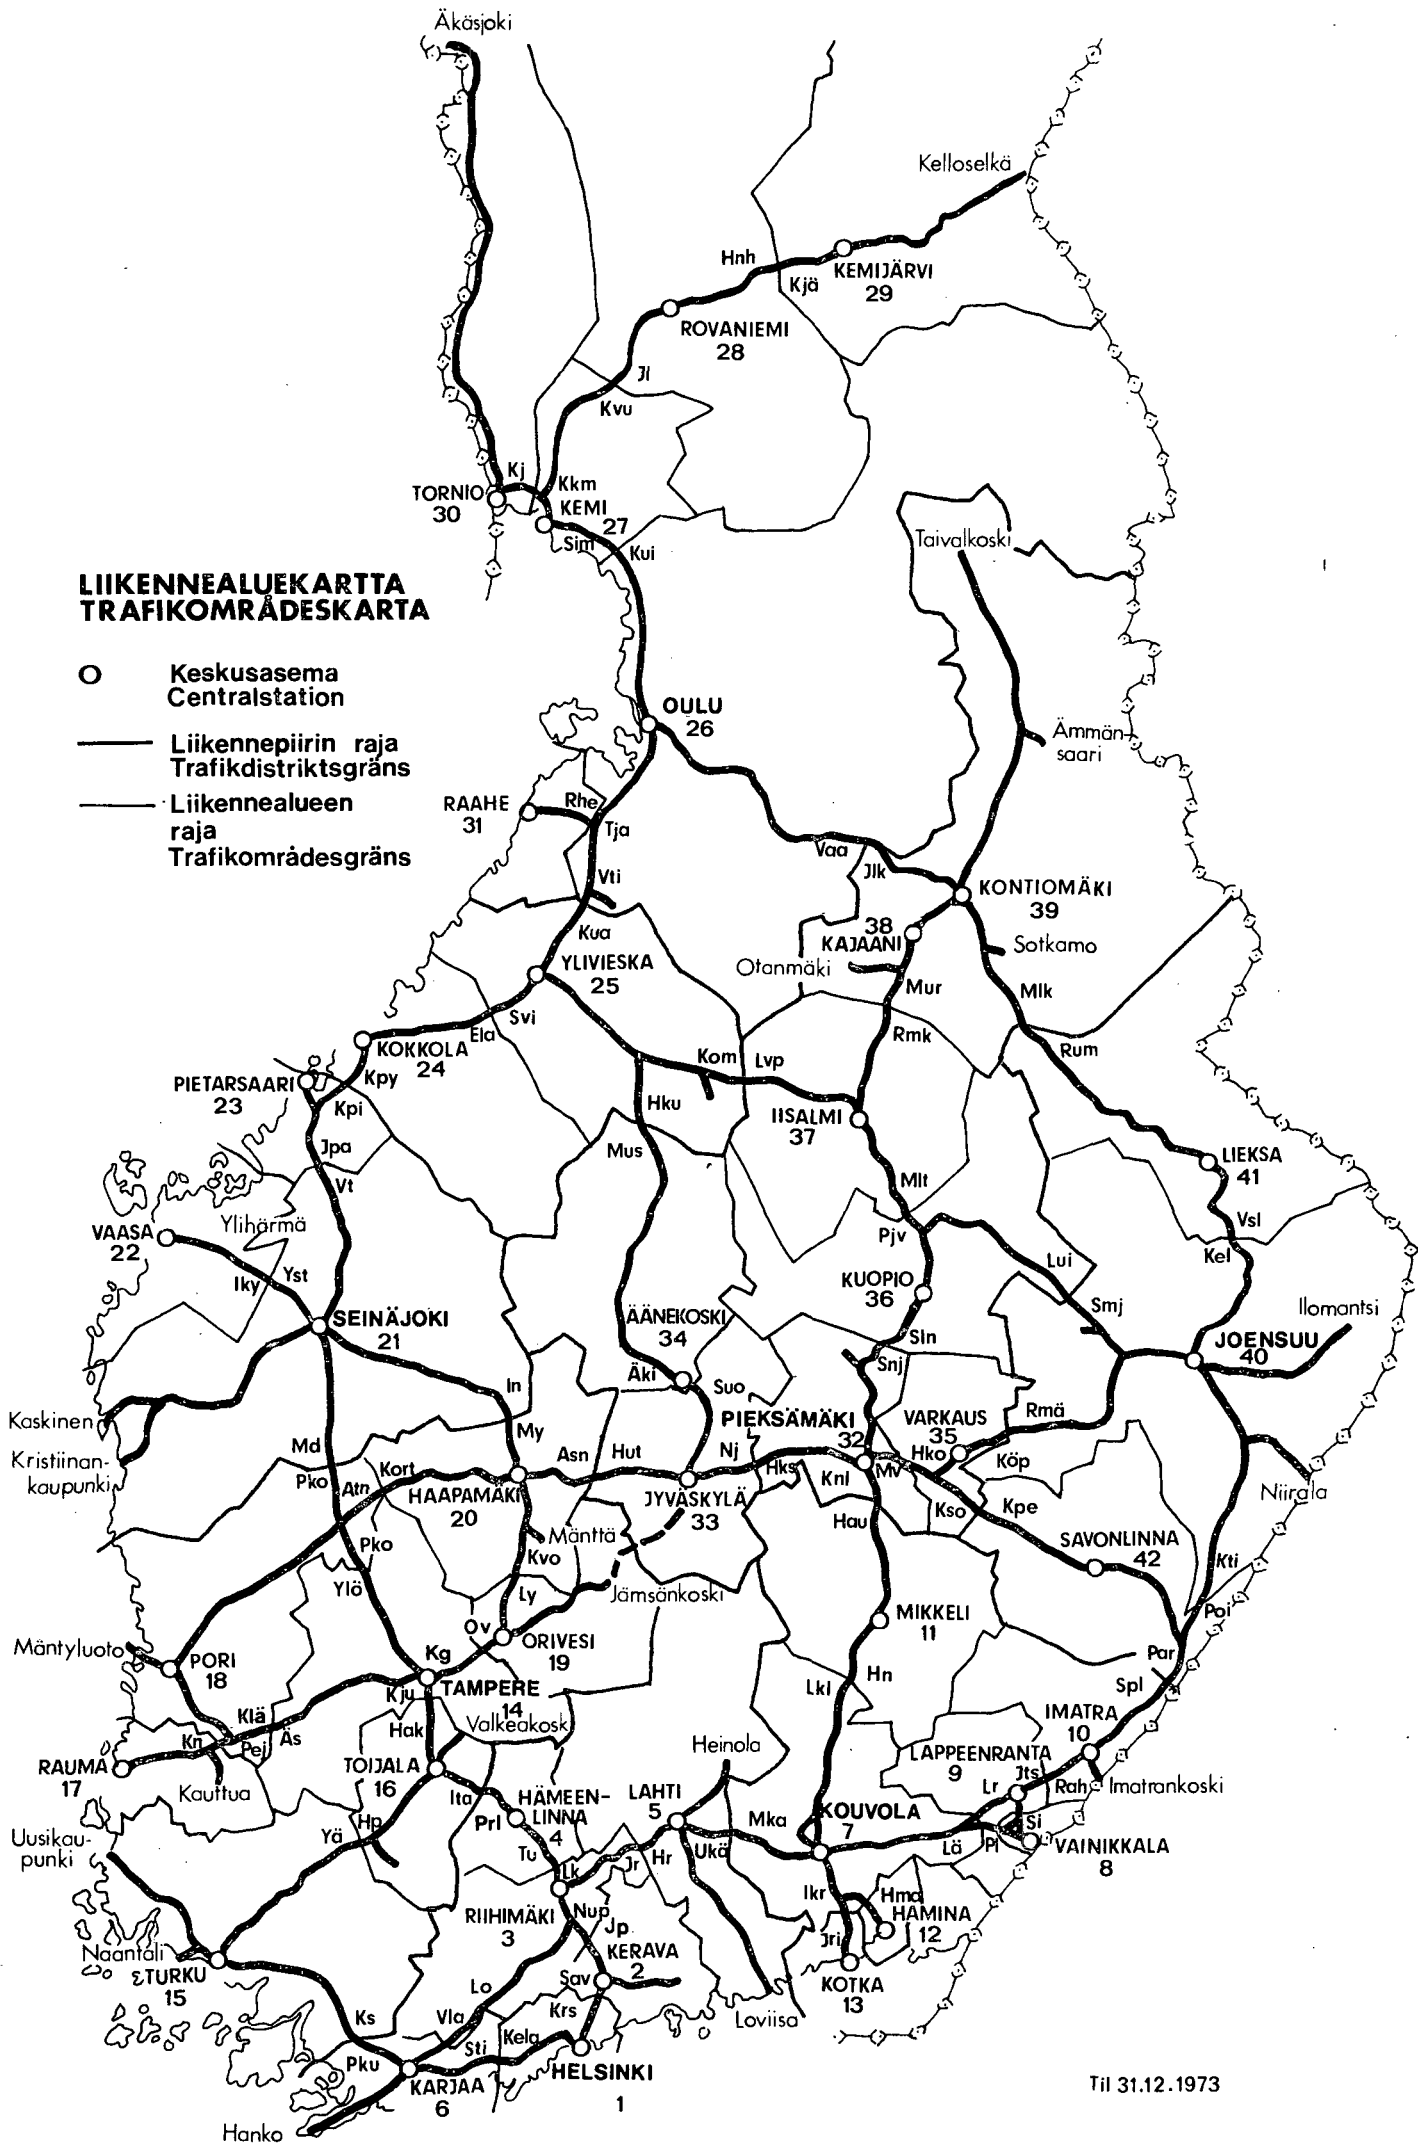 Äkäsjoki
Kelloselkä
Hnh
Kjä
KEMIJÄRVI
29
ROVANIEMI
28
Jl
Kvu
Kj
Kkm
TORNIO
30
KEMI
27
Sim
Kui
Taivalkoski
LIIKENNEALUEKARTTA
TRAFIKOMRÅDESKARTA
Keskusasema
Centralstation
Liikennepiirin raja
Trafikdistriktsgräns
Liikennealueen
raja
Trafikområdesgräns
OULU
26
Ämmän-
saari
RAAHE
31
Rhe
Tja
Vaa
Jlk
Vti
KONTIOMÄKI
39
38
KAJAANI
Kua
Sotkamo
Otanmäki
YLIVIESKA
25
Mur
Mlk
Svi
Ela
Rmk
Rum
KOKKOLA
24
Kom
Lvp
Kpy
PIETARSAARI
23
Kpi
Hku
IISALMI
37
Jpa
Mus
LIEKSA
41
Vt
Mlt
VAASA
22
Ylihärmä
Vsl
Pjv
Kel
Iky
Yst
Lui
KUOPIO
36
Smj
Ilomantsi
SEINÄJOKI
21
ÄÄNEKOSKI
34
Sln
JOENSUU
40
Snj
Äki
Suo
In
Kaskinen
Kristiinan-
kaupunki
My
PIEKSÄMÄKI
32
VARKAUS
35
Rmä
Md
Pko
Asn
Hut
Nj
Hks
Knl
Mv
Hko
Köp
Kort
Atn
HAAPAMÄKI
20
JYVÄSKYLÄ
33
Niirala
Hau
Kso
Kpe
Mänttä
SAVONLINNA
42
Pko
Kvo
Kti
Ylö
Ly
Jämsänkoski
Poi
Ov
ORIVESI
19
MIKKELI
11
Mäntyluoto
PORI
18
Kg
TAMPERE
14
Par
Hn
Lkl
Spl
Kju
Klä
Äs
Hak
Valkeakoski
IMATRA
10
Kn
Pej
Heinola
LAPPEENRANTA
9
RAUMA
17
TOIJALA
16
Jts
Lr
Rah
Imatrankoski
Kauttua
Ita
HÄMEEN-
LINNA
4
LAHTI
5
Prl
KOUVOLA
7
Mka
Si
Uusikau-
punki
Hp
Yä
Tu
Ukä
Lä
Pl
VAINIKKALA
8
Lk
Jr
Hr
Ikr
Hma
HAMINA
12
RIIHIMÄKI
3
Nup
Jp
Jri
Naantali
TURKU
15
KERAVA
2
Sav
KOTKA
13
Lo
Ks
Vla
Krs
Loviisa
Sti
Kela
Pku
KARJAA
6
HELSINKI
1
Til 31.12.1973
Hanko